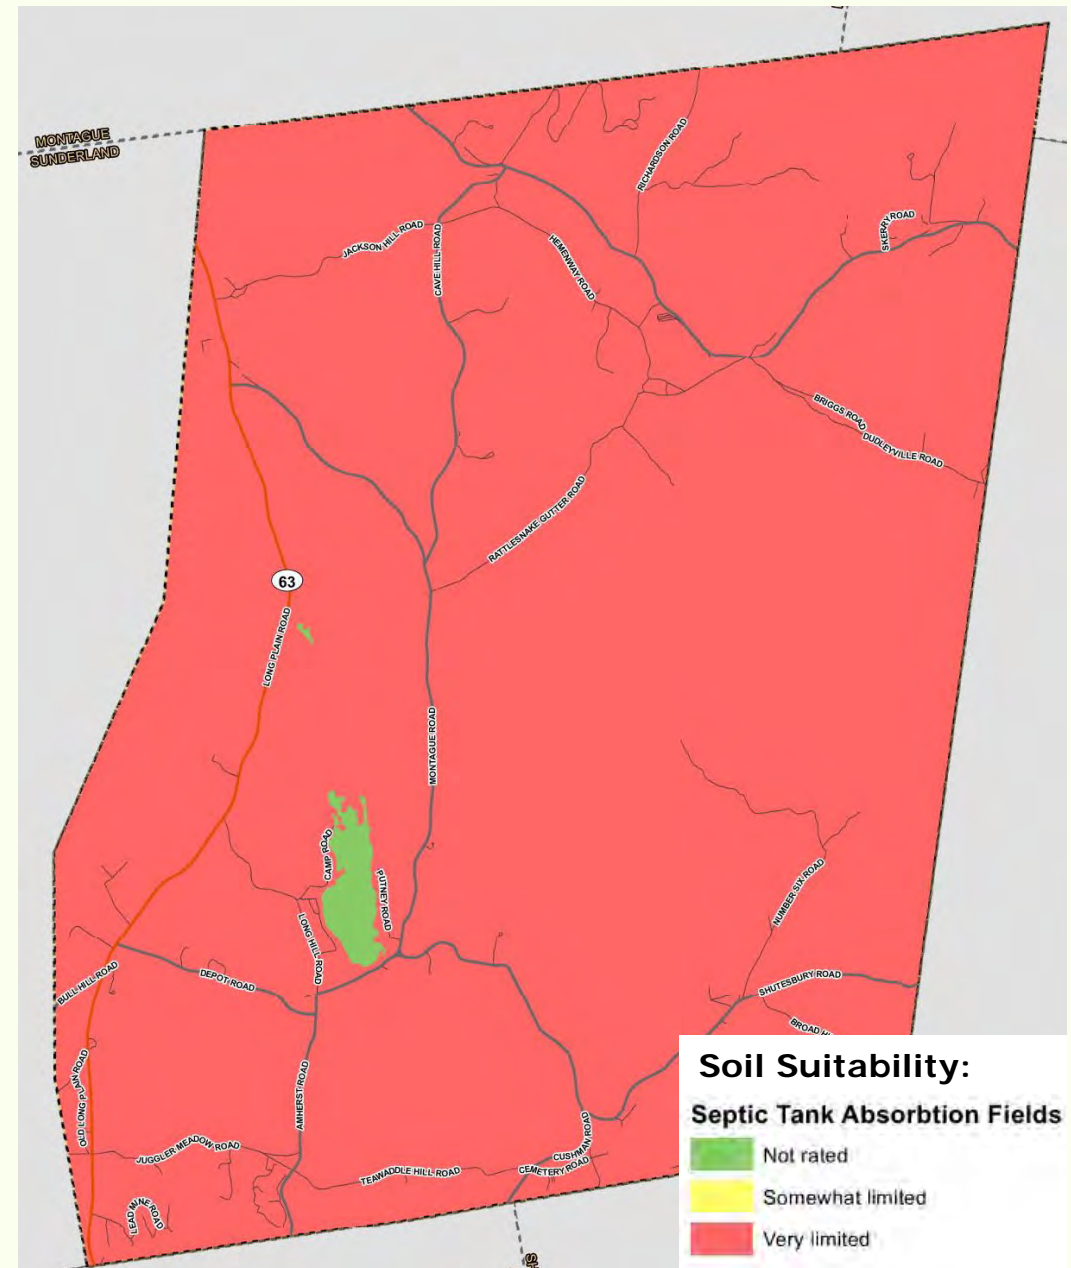 MONTAGUE
SUNDERLAND
RICHARDSON ROAD
SKERRY ROAD
JACKSON HILL ROAD
CAVE HILL ROAD
HEMENWAY ROAD
BRIGGS ROAD
DUDLEYVILLE ROAD
RATTLESNAKE GUTTER ROAD
63
LONG PLAIN ROAD
MONTAGUE ROAD
CAMP ROAD
PUTNEY ROAD
NUMBER SIX ROAD
LONG HILL ROAD
BULL HILL ROAD
DEPOT ROAD
SHUTESBURY ROAD
BROAD
OLD LONG PLAIN ROAD
AMHERST ROAD
JUGGLER MEADOW ROAD
TEAWADDLE HILL ROAD
CUSHMAN ROAD
CEMETERY ROAD
LEAD MINE ROAD
Soil Suitability:
Septic Tank Absorbtion Fields
Not rated
Somewhat limited
Very limited